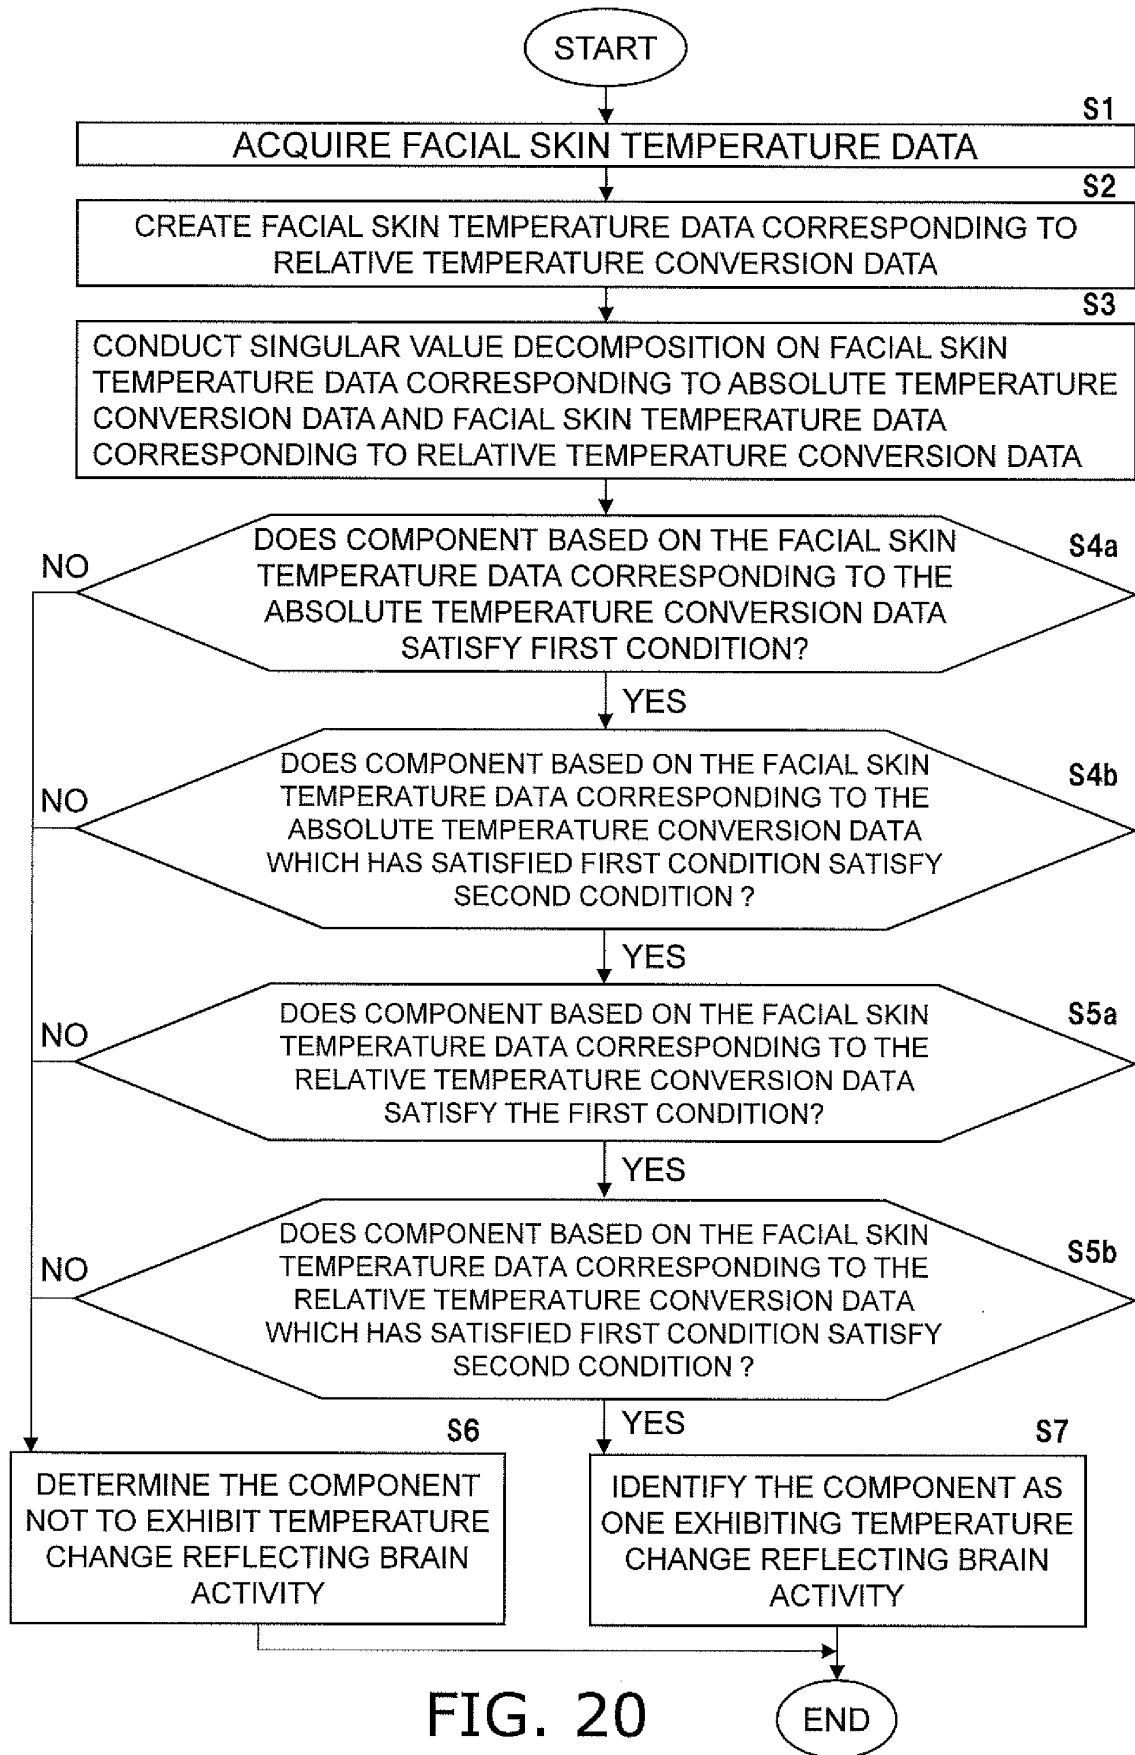 START
S1
ACQUIRE FACIAL SKIN TEMPERATURE DATA
S2
CREATE FACIAL SKIN TEMPERATURE DATA CORRESPONDING TO
RELATIVE TEMPERATURE CONVERSION DATA
S3
CONDUCT SINGULAR VALUE DECOMPOSITION ON FACIAL SKIN
TEMPERATURE DATA CORRESPONDING TO ABSOLUTE TEMPERATURE
CONVERSION DATA AND FACIAL SKIN TEMPERATURE DATA
CORRESPONDING TO RELATIVE TEMPERATURE CONVERSION DATA
S4a
NO
DOES COMPONENT BASED ON THE FACIAL SKIN
TEMPERATURE DATA CORRESPONDING TO THE
ABSOLUTE TEMPERATURE CONVERSION DATA
SATISFY FIRST CONDITION?
YES
S4b
NO
DOES COMPONENT BASED ON THE FACIAL SKIN
TEMPERATURE DATA CORRESPONDING TO THE
ABSOLUTE TEMPERATURE CONVERSION DATA
WHICH HAS SATISFIED FIRST CONDITION SATISFY
SECOND CONDITION ?
YES
S5a
NO
DOES COMPONENT BASED ON THE FACIAL SKIN
TEMPERATURE DATA CORRESPONDING TO THE
RELATIVE TEMPERATURE CONVERSION DATA
SATISFY THE FIRST CONDITION?
YES
S5b
NO
DOES COMPONENT BASED ON THE FACIAL SKIN
TEMPERATURE DATA CORRESPONDING TO THE
RELATIVE TEMPERATURE CONVERSION DATA
WHICH HAS SATISFIED FIRST CONDITION SATISFY
SECOND CONDITION ?
YES
S6
DETERMINE THE COMPONENT
NOT TO EXHIBIT TEMPERATURE
CHANGE REFLECTING BRAIN
ACTIVITY
S7
IDENTIFY THE COMPONENT AS
ONE EXHIBITING TEMPERATURE
CHANGE REFLECTING BRAIN
ACTIVITY
FIG. 20
END